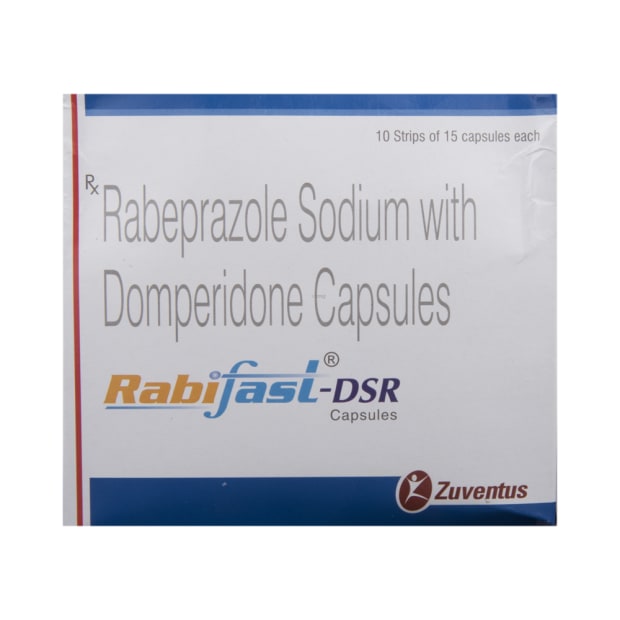 10 Strips of 15 capsules each
Rx Rabeprazole Sodium with
Domperidone Capsules
Rabifast-DSR®
Capsules
Zuventus